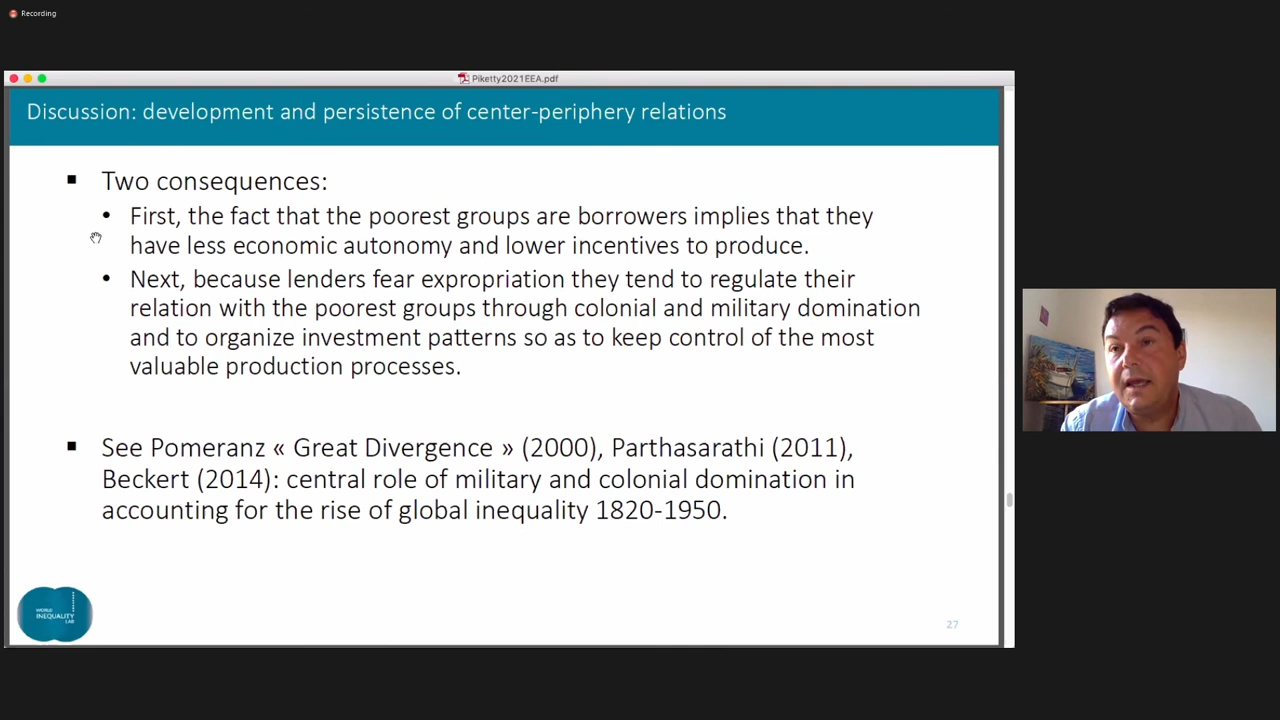 Recording
Piketty2021EEA.pdf
Discussion: development and persistence of center-periphery relations
▪ Two consequences:
• First, the fact that the poorest groups are borrowers implies that they
have less economic autonomy and lower incentives to produce.
• Next, because lenders fear expropriation they tend to regulate their
relation with the poorest groups through colonial and military domination
and to organize investment patterns so as to keep control of the most
valuable production processes.
▪ See Pomeranz « Great Divergence » (2000), Parthasarathi (2011),
Beckert (2014): central role of military and colonial domination in
accounting for the rise of global inequality 1820-1950.
WORLD
INEQUALITY
LAB
27